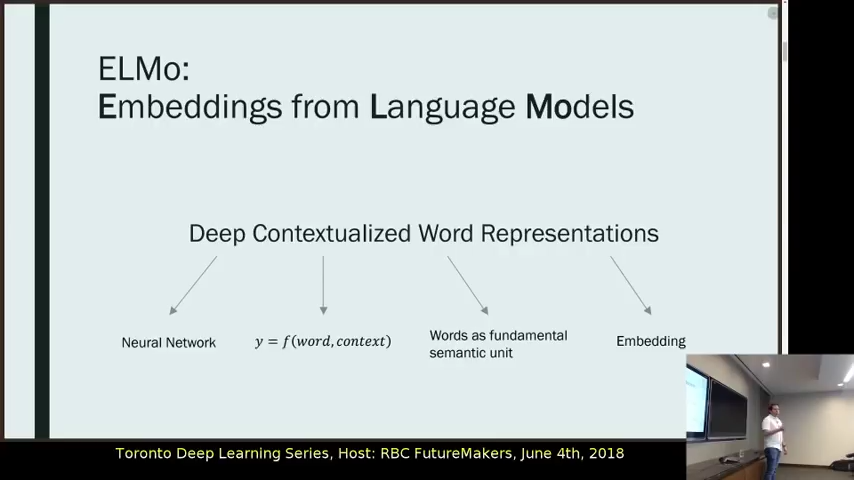 ELMo:
Embeddings from Language Models
Deep Contextualized Word Representations
Neural Network
y = f(word, context)
Words as fundamental
semantic unit
Embedding
Toronto Deep Learning Series, Host: RBC FutureMakers, June 4th, 2018